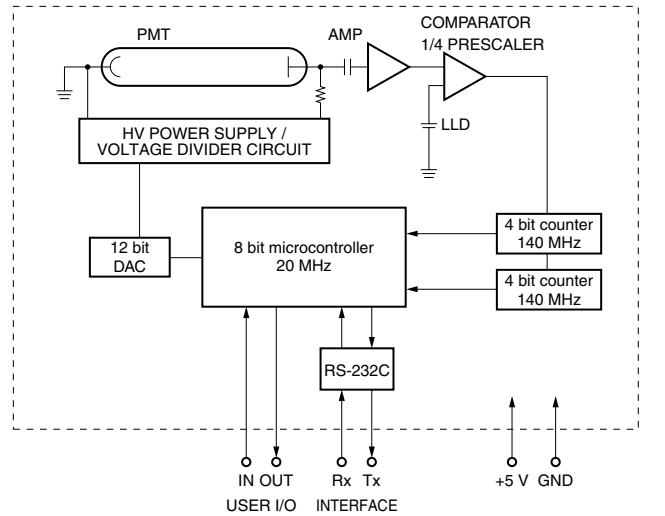 COMPARATOR
PMT AMP 1/4 PRESCALER
HV POWER SUPPLY /
VOLTAGE DIVIDER CIRCUIT
LLD
12 bit
DAC
8 bit microcontroller
20 MHz
4 bit counter
140 MHz
4 bit counter
140 MHz
RS-232C
IN OUT Rx Tx +5 V GND
USER I/O INTERFACE